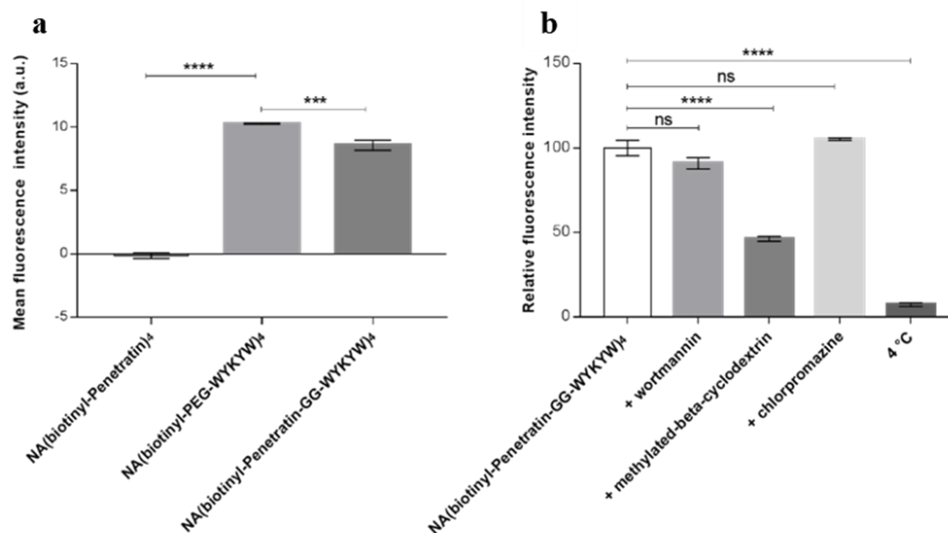 a
Mean fluorescence intensity (a.u.)
15
10
5
0
-5
****
***
NA(biotinyl-Penetratin)4
NA(biotinyl-PEG-WYKYW)4
NA(biotinyl-Penetratin-GG-WYKYW)4
b
Relative fluorescence intensity
150
100
50
0
****
ns
****
ns
NA(biotinyl-Penetratin-GG-WYKYW)4
+ wortmannin
+ methylated-beta-cyclodextrin
+ chlorpromazine
4 °C